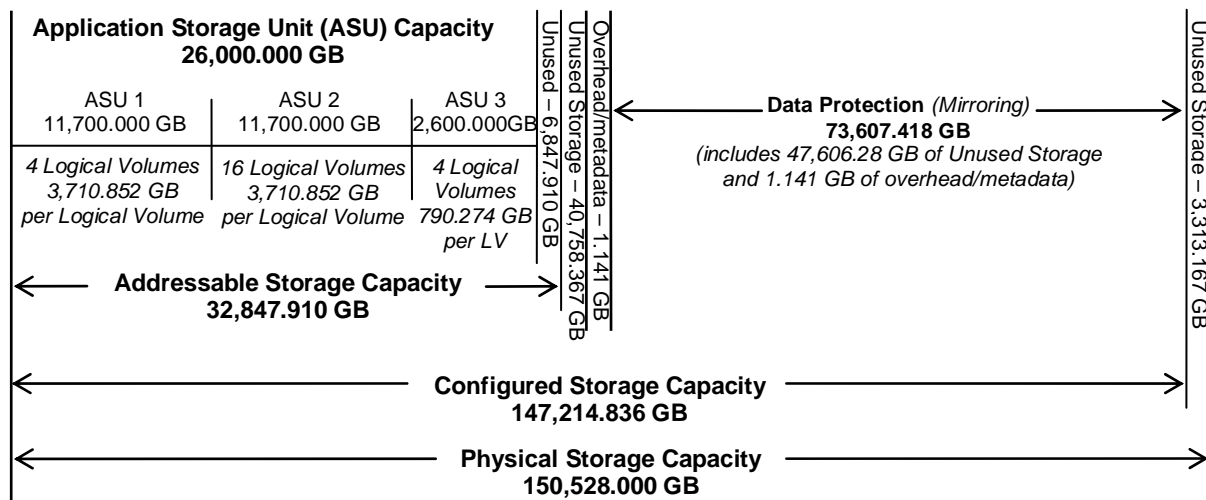 Application Storage Unit (ASU) Capacity
26,000.000 GB
ASU 1
11,700.000 GB
4 Logical Volumes
3,710.852 GB
per Logical Volume
ASU 2
11,700.000 GB
16 Logical Volumes
3,710.852 GB
per Logical Volume
ASU 3
2,600.000GB
4 Logical
Volumes
790.274 GB
per LV
Unused – 6,847.910 GB
Unused Storage – 40,758.367 GB
Overhead/metadata – 1.141 GB
Data Protection (Mirroring)
73,607.418 GB
(includes 47,606.28 GB of Unused Storage
and 1.141 GB of overhead/metadata)
Unused Storage – 3,313.167 GB
Addressable Storage Capacity
32,847.910 GB
Configured Storage Capacity
147,214.836 GB
Physical Storage Capacity
150,528.000 GB